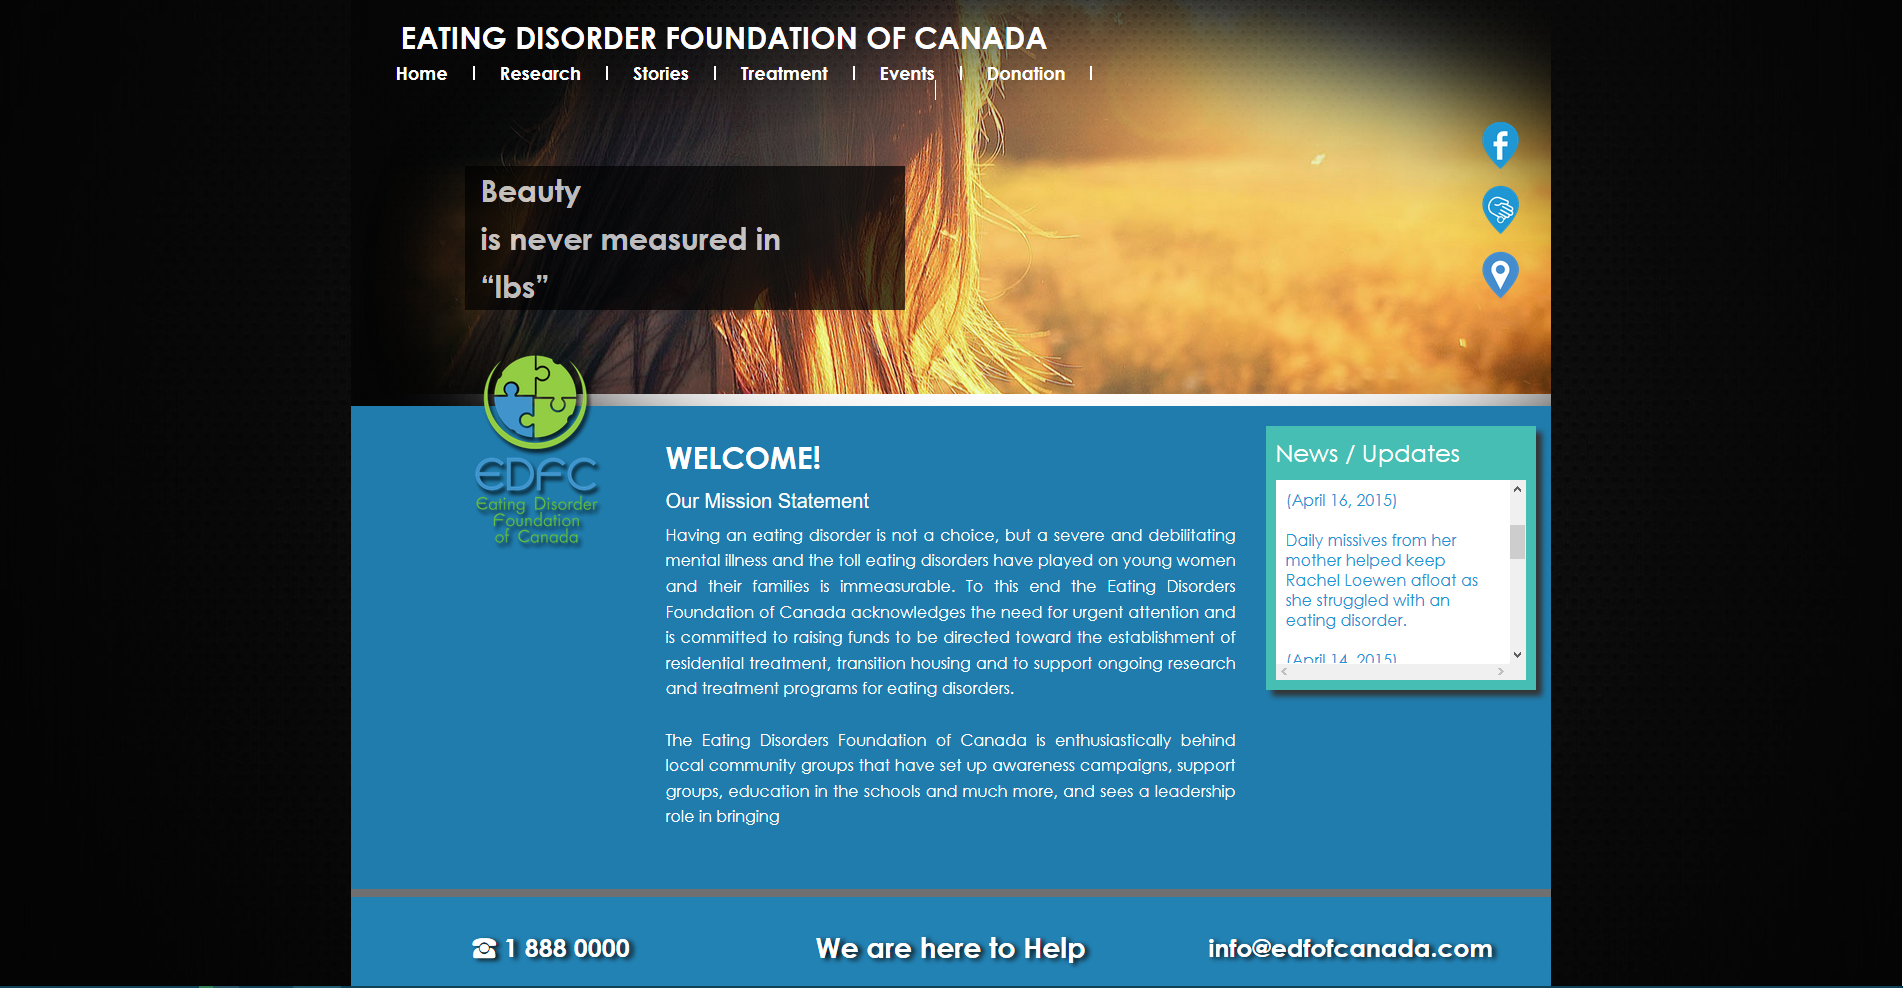 EATING DISORDER FOUNDATION OF CANADA
Home | Research | Stories | Treatment | Events | Donation |
Beauty
is never measured in
“lbs”
EDFC
Eating Disorder
Foundation
of Canada
WELCOME!
Our Mission Statement
Having an eating disorder is not a choice, but a severe and debilitating
mental illness and the toll eating disorders have played on young women
and their families is immeasurable. To this end the Eating Disorders
Foundation of Canada acknowledges the need for urgent attention and
is committed to raising funds to be directed toward the establishment of
residential treatment, transition housing and to support ongoing research
and treatment programs for eating disorders.
The Eating Disorders Foundation of Canada is enthusiastically behind
local community groups that have set up awareness campaigns, support
groups, education in the schools and much more, and sees a leadership
role in bringing
News / Updates
(April 16, 2015)
Daily missives from her
mother helped keep
Rachel Loewen afloat as
she struggled with an
eating disorder.
(April 14, 2015)
1 888 0000
We are here to Help
info@edfofcanada.com